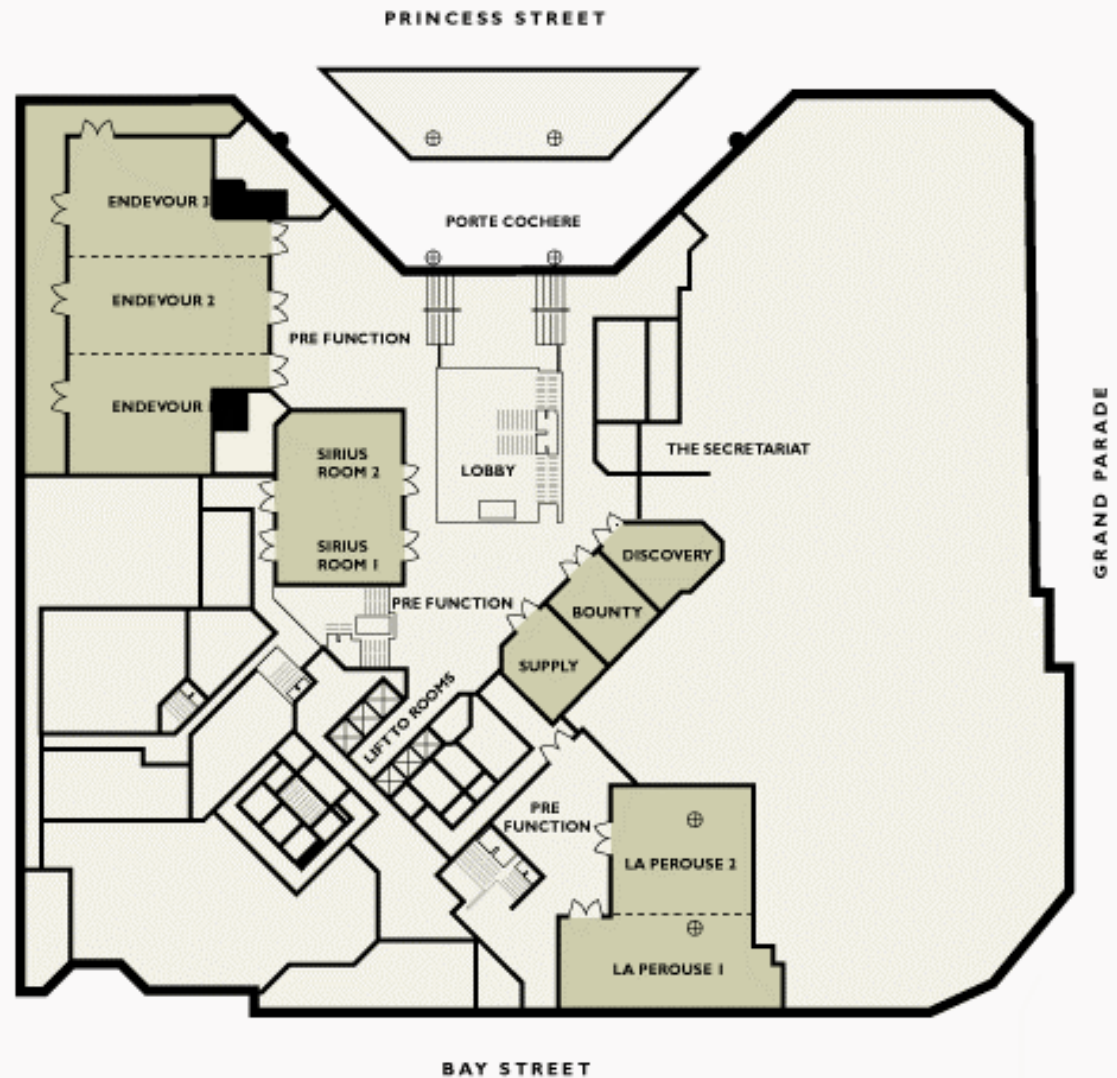 PRINCESS STREET
ENDEVOUR 3
PORTE COCHERE
ENDEVOUR 2
PRE FUNCTION
ENDEVOUR 1
THE SECRETARIAT
SIRIUS
ROOM 2
LOBBY
GRAND PARADE
SIRIUS
ROOM 1
DISCOVERY
PRE FUNCTION
BOUNTY
SUPPLY
LIFT TO ROOMS
PRE
FUNCTION
LA PEROUSE 2
LA PEROUSE 1
BAY STREET